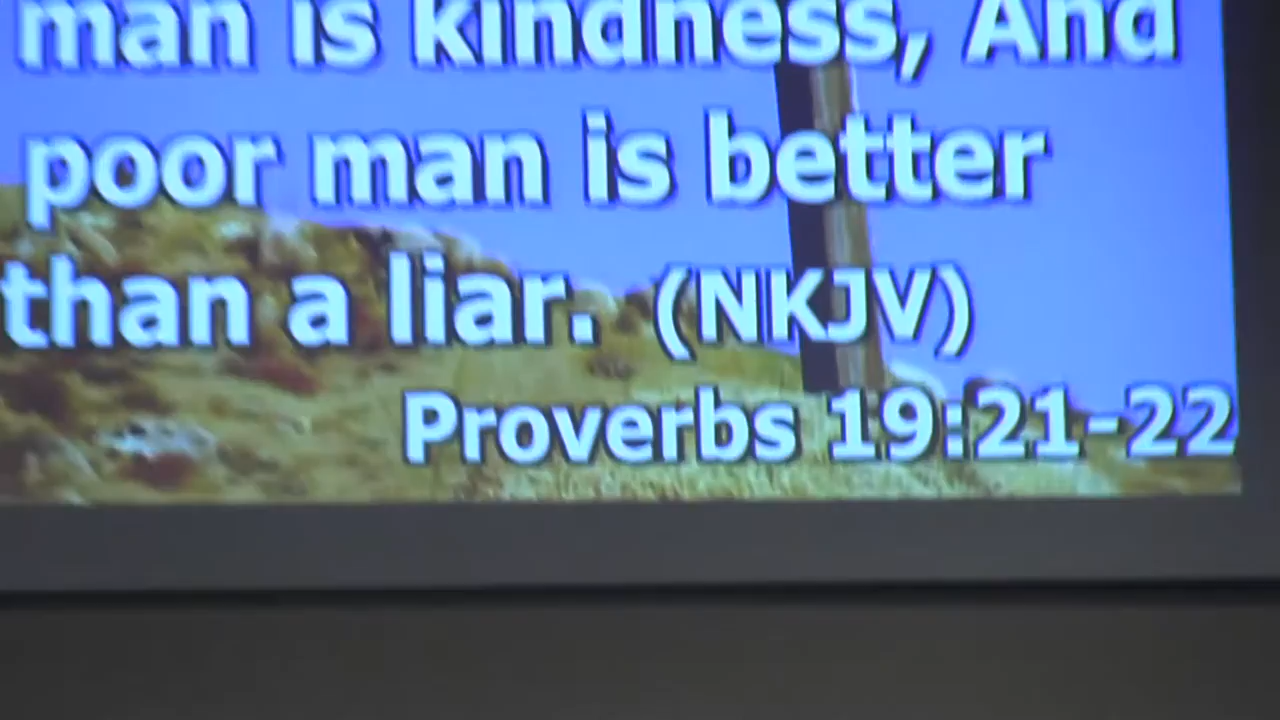 man is kindness, And
poor man is better
than a liar. (NKJV)
Proverbs 19:21-22